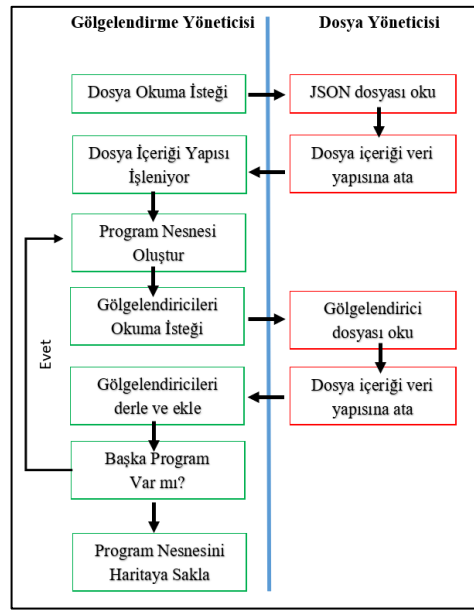 Gölgelendirme Yöneticisi
Dosya Yöneticisi
Dosya Okuma İsteği
JSON dosyası oku
Dosya İçeriği Yapısı
İşleniyor
Dosya içeriği veri
yapısına ata
Program Nesnesi
Oluştur
Gölgelendiricileri
Okuma İsteği
Gölgelendirici
dosyası oku
Evet
Gölgelendiricileri
derle ve ekle
Dosya içeriği veri
yapısına ata
Başka Program
Var mı?
Program Nesnesini
Haritaya Sakla